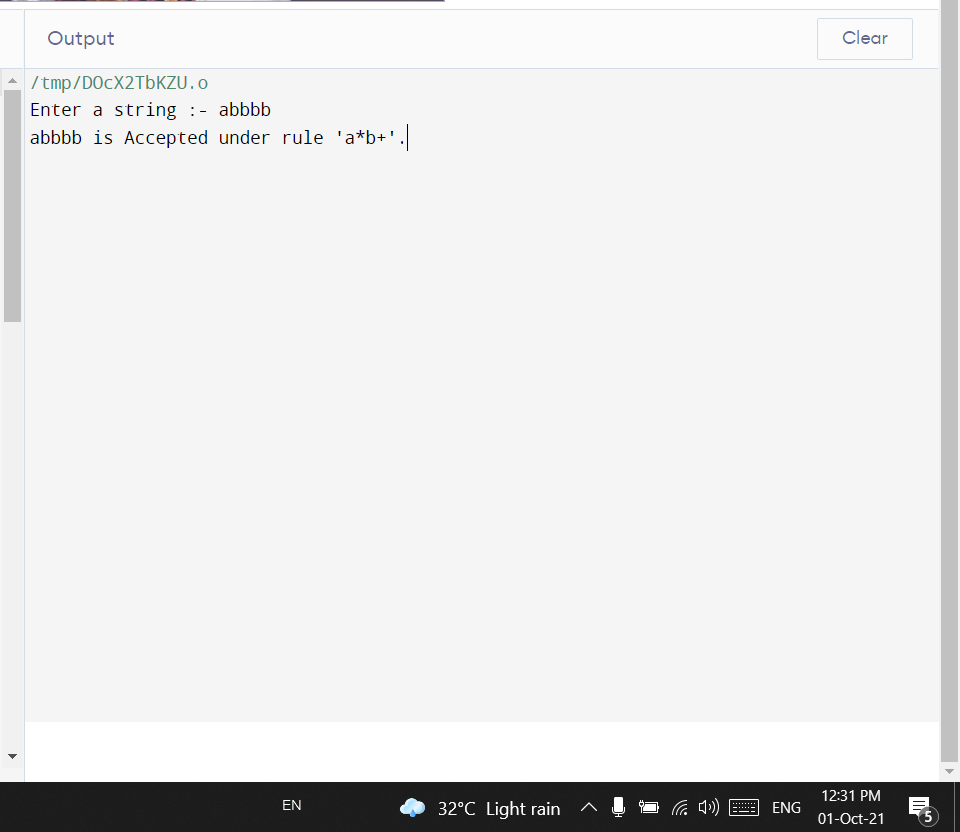 Output
Clear
/tmp/DOcX2TbKZU.o
Enter a string :- abbbb
abbbb is Accepted under rule 'a*b+'.
EN
32°C Light rain
ENG
12:31 PM
01-Oct-21
5